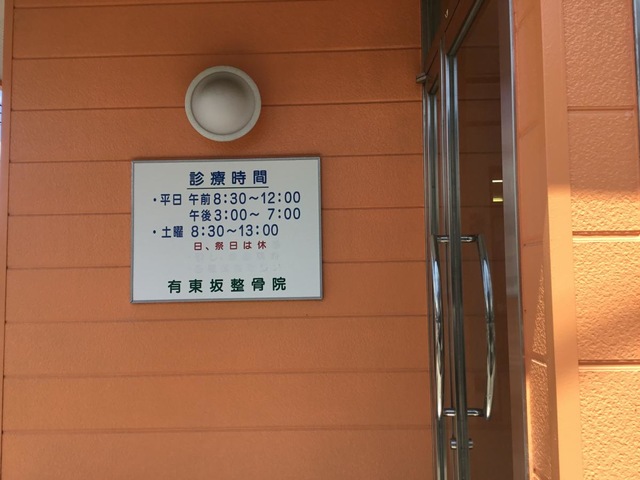 診療時間
・平日 午前8:30～12:00
午後3:00～7:00
・土曜 8:30～13:00
日、祭日は休
有東坂整骨院